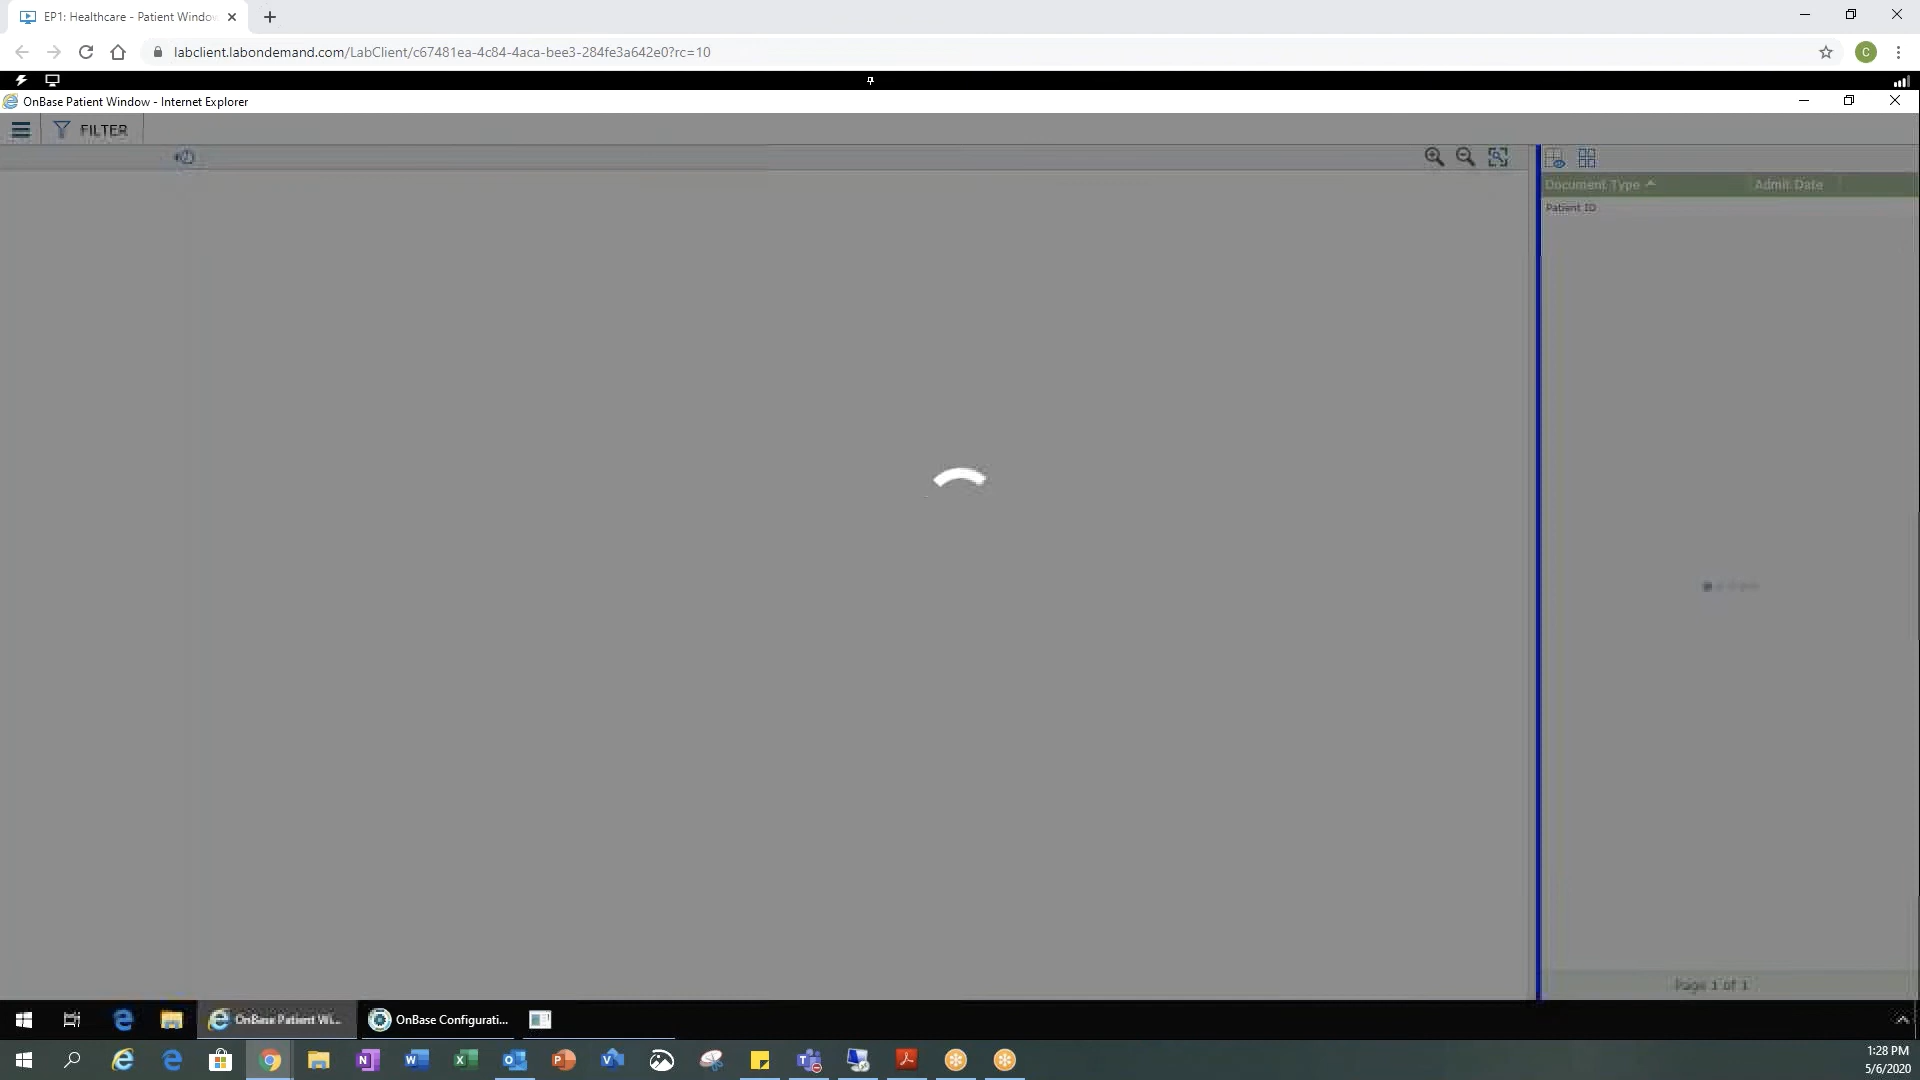 EP1: Healthcare - Patient Window
labclient.labondemand.com/LabClient/c67481ea-4c84-4aca-bee3-284fe3a642e0?rc=10
C
OnBase Patient Window - Internet Explorer
FILTER
Document Type Admit Date
Patient ID
Page 1 of 1
OnBase Patient Wi... OnBase Configurati...
1:28 PM
5/6/2020